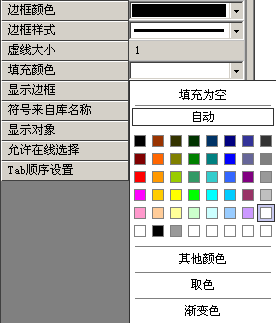 边框颜色
边框样式
虚线大小 1
填充颜色
显示边框
符号来自库名称
显示对象
允许在线选择
Tab顺序设置
填充为空
自动
其他颜色
取色
渐变色